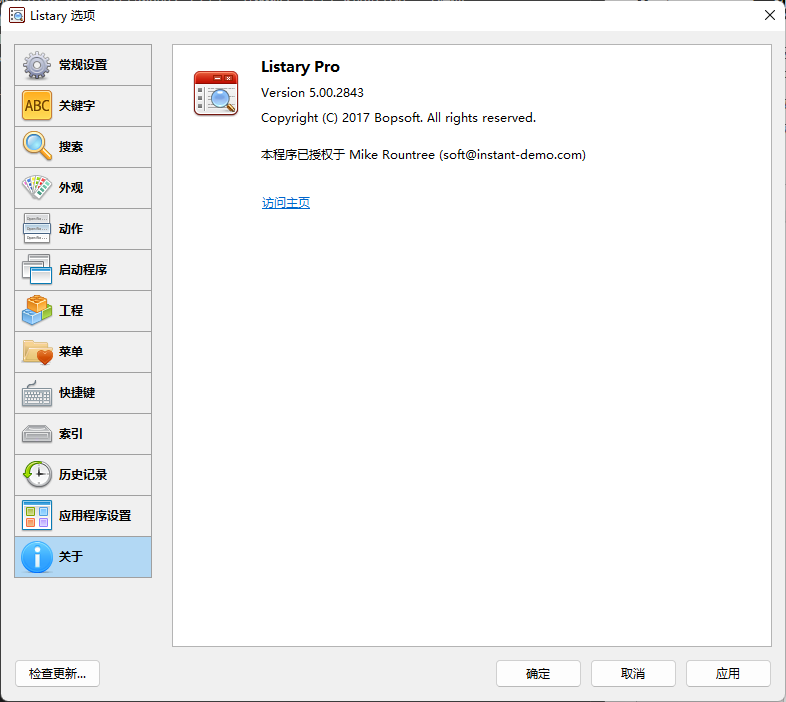 Listary 选项
常规设置
ABC
关键字
搜索
外观
动作
启动程序
工程
菜单
快捷键
索引
历史记录
应用程序设置
关于
Listary Pro
Version 5.00.2843
Copyright (C) 2017 Bopsoft. All rights reserved.
本程序已授权于 Mike Rountree (soft@instant-demo.com)
访问主页
检查更新...
确定
取消
应用